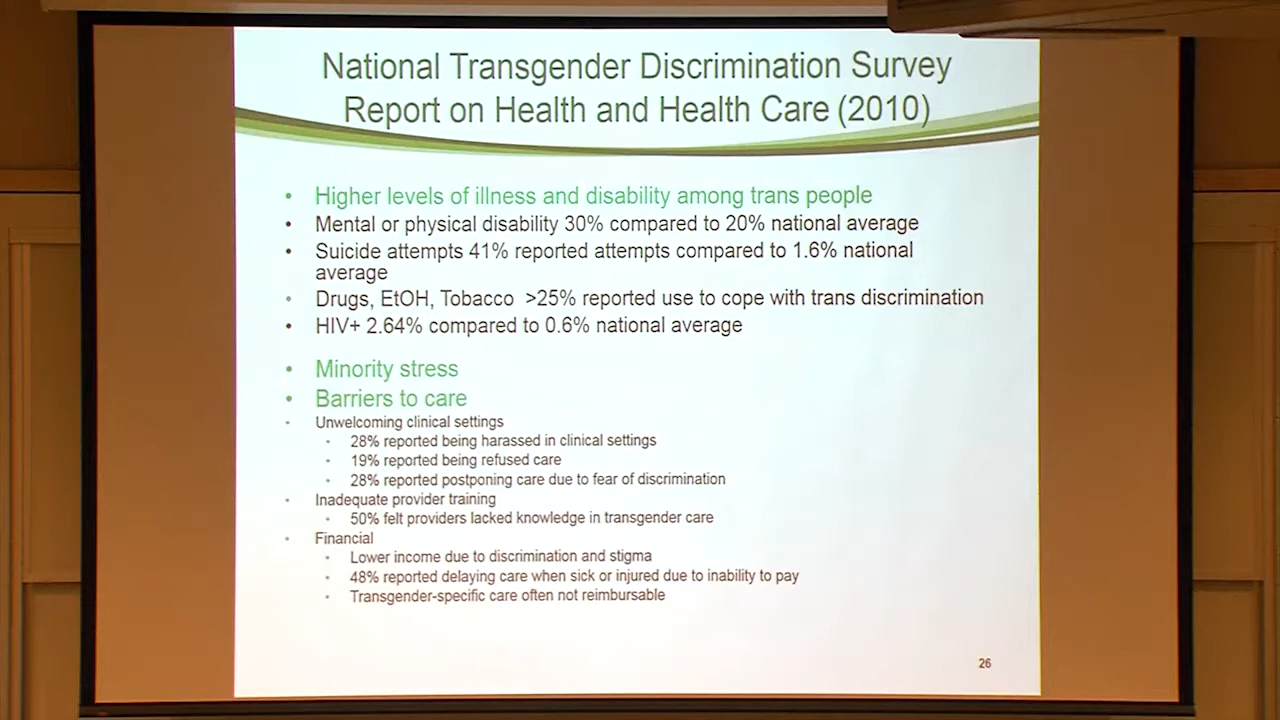 National Transgender Discrimination Survey
Report on Health and Health Care (2010)
• Higher levels of illness and disability among trans people
• Mental or physical disability 30% compared to 20% national average
• Suicide attempts 41% reported attempts compared to 1.6% national
average
• Drugs, EtOH, Tobacco >25% reported use to cope with trans discrimination
• HIV+ 2.64% compared to 0.6% national average
• Minority stress
• Barriers to care
• Unwelcoming clinical settings
• 28% reported being harassed in clinical settings
• 19% reported being refused care
• 28% reported postponing care due to fear of discrimination
• Inadequate provider training
• 50% felt providers lacked knowledge in transgender care
• Financial
• Lower income due to discrimination and stigma
• 48% reported delaying care when sick or injured due to inability to pay
• Transgender-specific care often not reimbursable
26